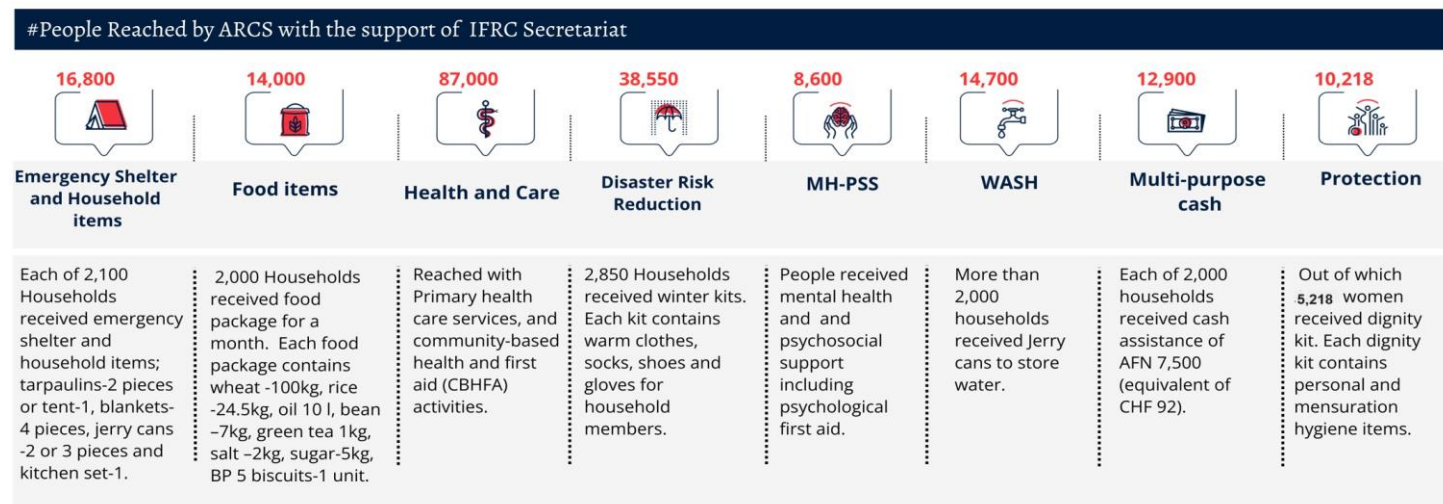 #People Reached by ARCS with the support of IFRC Secretariat
16,800
Emergency Shelter
and Household
items
Each of 2,100
Households
received emergency
shelter and
household items;
tarpaulins-2 pieces
or tent-1, blankets-
4 pieces, jerry cans
-2 or 3 pieces and
kitchen set-1.
14,000
Food items
2,000 Households
received food
package for a
month. Each food
package contains
wheat -100kg, rice
-24.5kg, oil 10 l, bean
–7kg, green tea 1kg,
salt –2kg, sugar-5kg,
BP 5 biscuits-1 unit.
87,000
Health and Care
Reached with
Primary health
care services, and
community-based
health and first
aid (CBHFA)
activities.
38,550
Disaster Risk
Reduction
2,850 Households
received winter kits.
Each kit contains
warm clothes,
socks, shoes and
gloves for
household
members.
8,600
MH-PSS
People received
mental health
and and
psychosocial
support
including
psychological
first aid.
14,700
WASH
More than
2,000
households
received Jerry
cans to store
water.
12,900
Multi-purpose
cash
Each of 2,000
households
received cash
assistance of
AFN 7,500
(equivalent of
CHF 92).
10,218
Protection
Out of which
5,218 women
received dignity
kit. Each dignity
kit contains
personal and
mensuration
hygiene items.